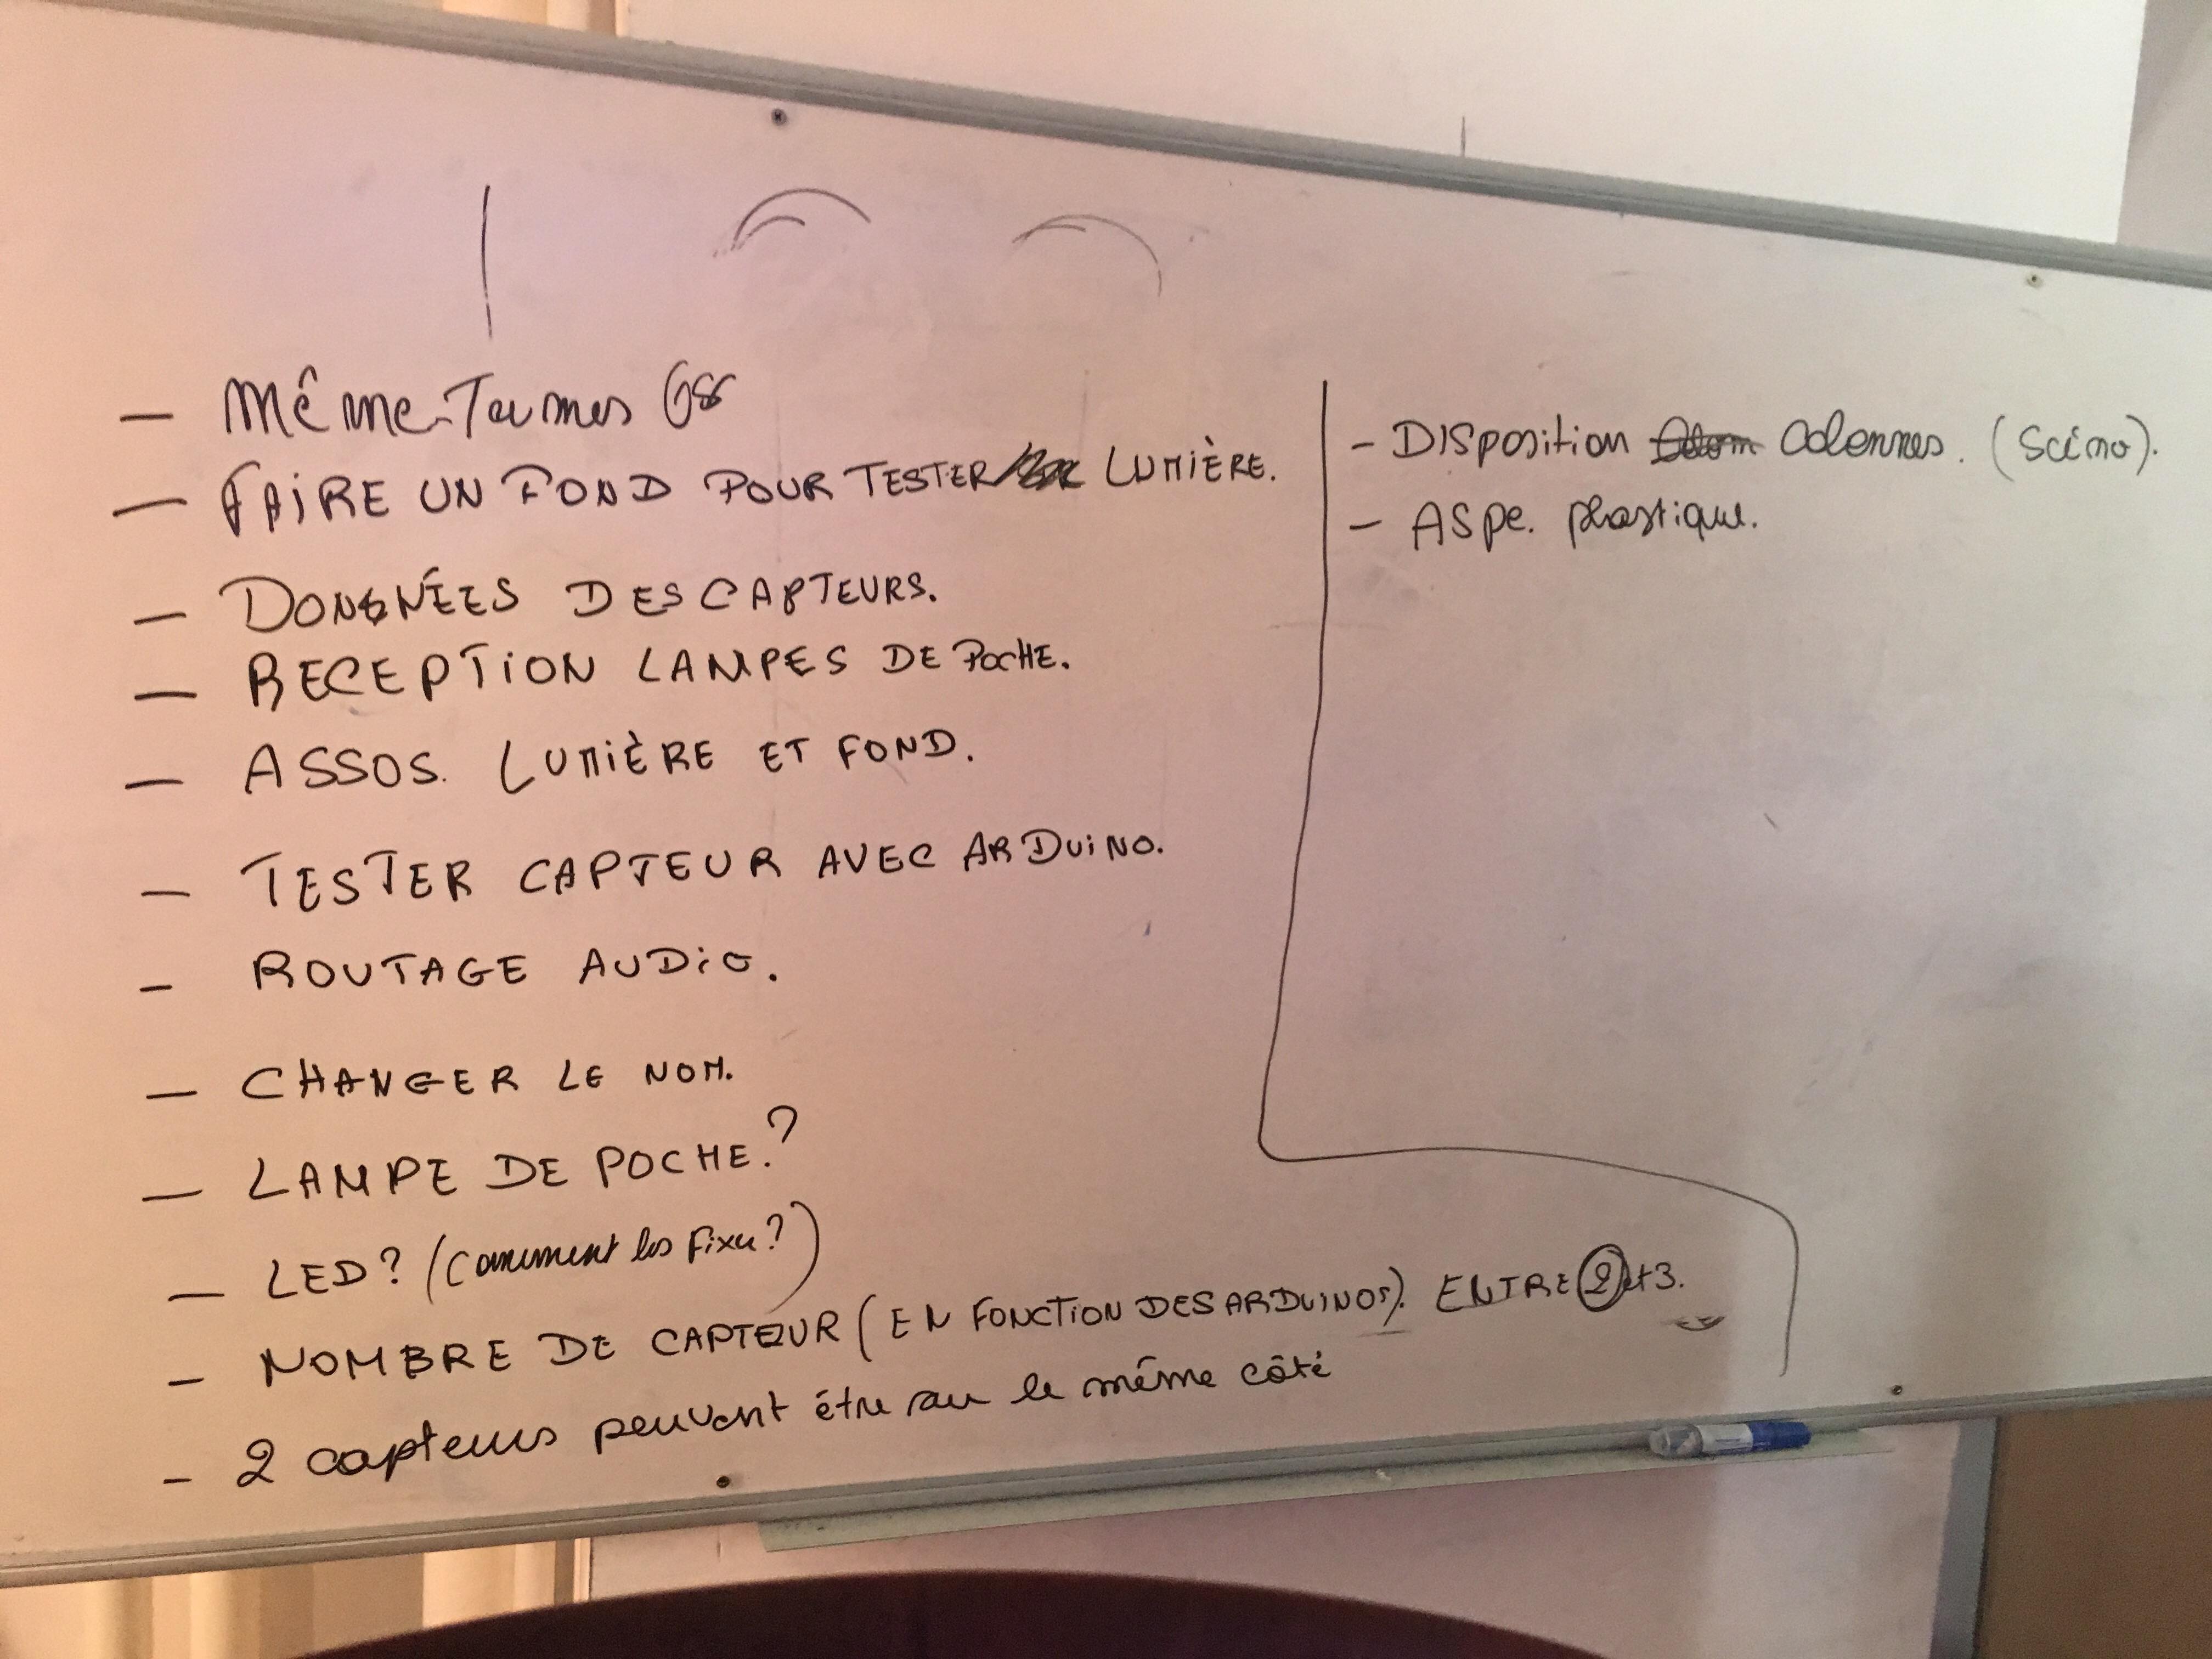 - Même Termes
- FAIRE UN FOND POUR TESTER LUMIÈRE.
- DONNÉES DES CAPTEURS.
- RECEPTION LAMPES DE POCHE.
- ASSOS. LUMIÈRE ET FOND.
- TESTER CAPTEUR AVEC ARDUINO.
- ROUTAGE AUDIO.
- CHANGER LE NOM.
- LAMPE DE POCHE.?
- LED? (Comment les fixer?)
- NOMBRE DE CAPTEUR (EN FONCTION DES ARDUINOS). ENTRE 2 et 3.
- 2 capteurs peuvent être sur le même côté
- DISposition Colonnes. (Scéno).
- ASpe. plastique.